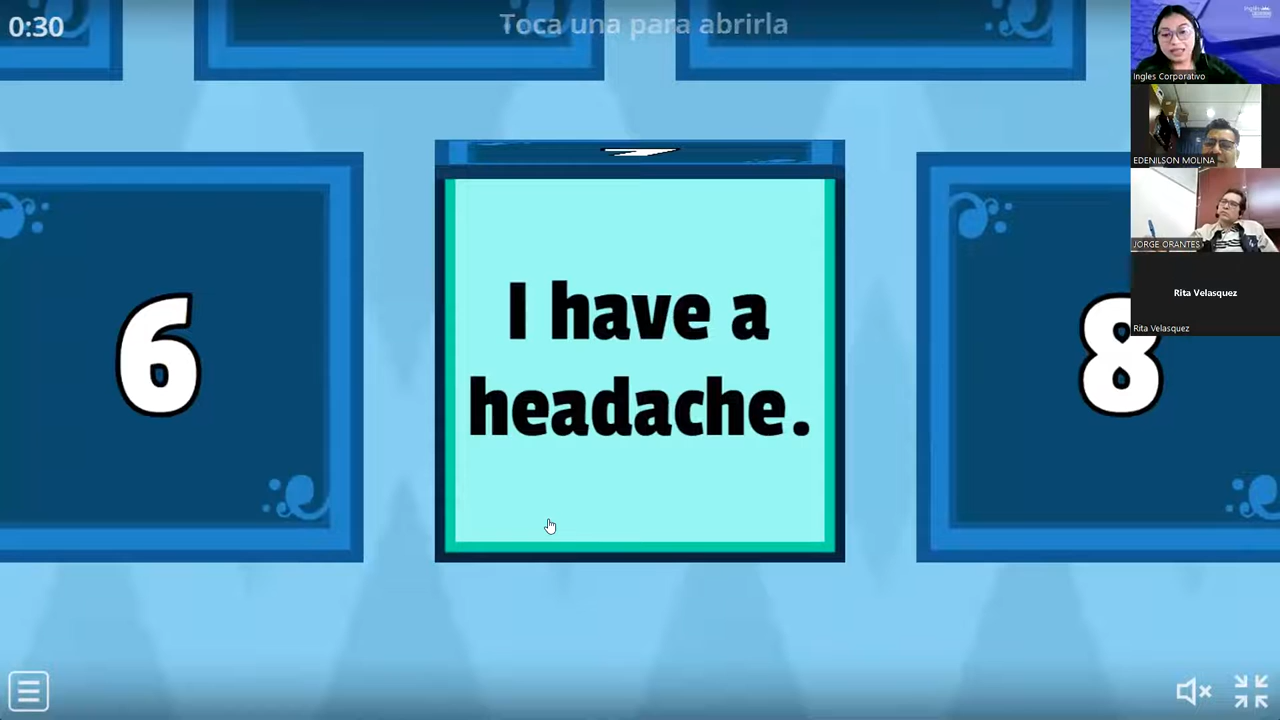 0:30
Toca una para abrirla
Ingles Corporativo
EDENILSON MOLINA
JORGE ORANTES
Rita Velasquez
Rita Velasquez
6
I have a
headache.
8